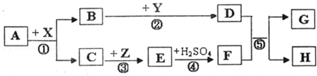 A + X ① B + Y ② D G
C + Z ③ E +H₂SO₄ ④ F ⑤ H